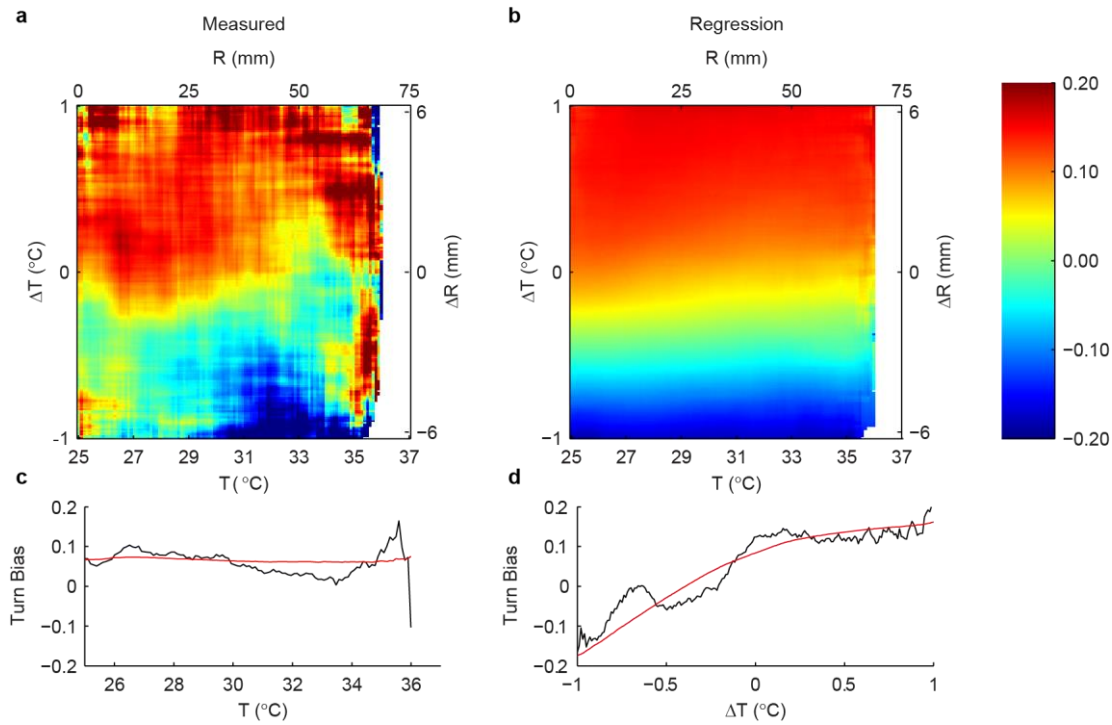 a
Measured
R (mm)
0 25 50 75
1
0
-1
ΔT (°C)
6
0
−6
ΔR (mm)
25 27 29 31 33 35 37
T (°C)
b
Regression
R (mm)
0 25 50 75
1
0
−1
ΔT (°C)
6
0
−6
ΔR (mm)
25 27 29 31 33 35 37
T (°C)
0.20
0.10
0.00
−0.10
−0.20
c
0.2
0.1
0
−0.1
−0.2
Turn Bias
26 28 30 32 34 36
T (°C)
d
0.2
0.1
0
−0.1
−0.2
Turn Bias
−1 −0.5 0 0.5 1
ΔT (°C)